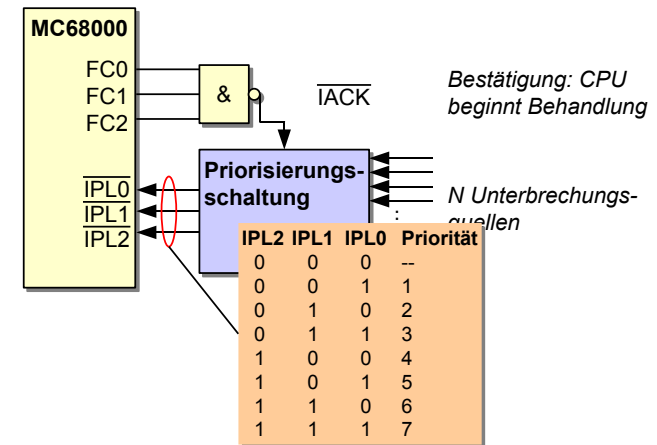 MC68000
FC0
FC1
FC2
&
IACK
Bestätigung: CPU
beginnt Behandlung
IPL0
IPL1
IPL2
Priorisierungs-
schaltung
N Unterbrechungs-
quellen
:
IPL2 IPL1 IPL0 Priorität
0 0 0 --
0 0 1 1
0 1 0 2
0 1 1 3
1 0 0 4
1 0 1 5
1 1 0 6
1 1 1 7